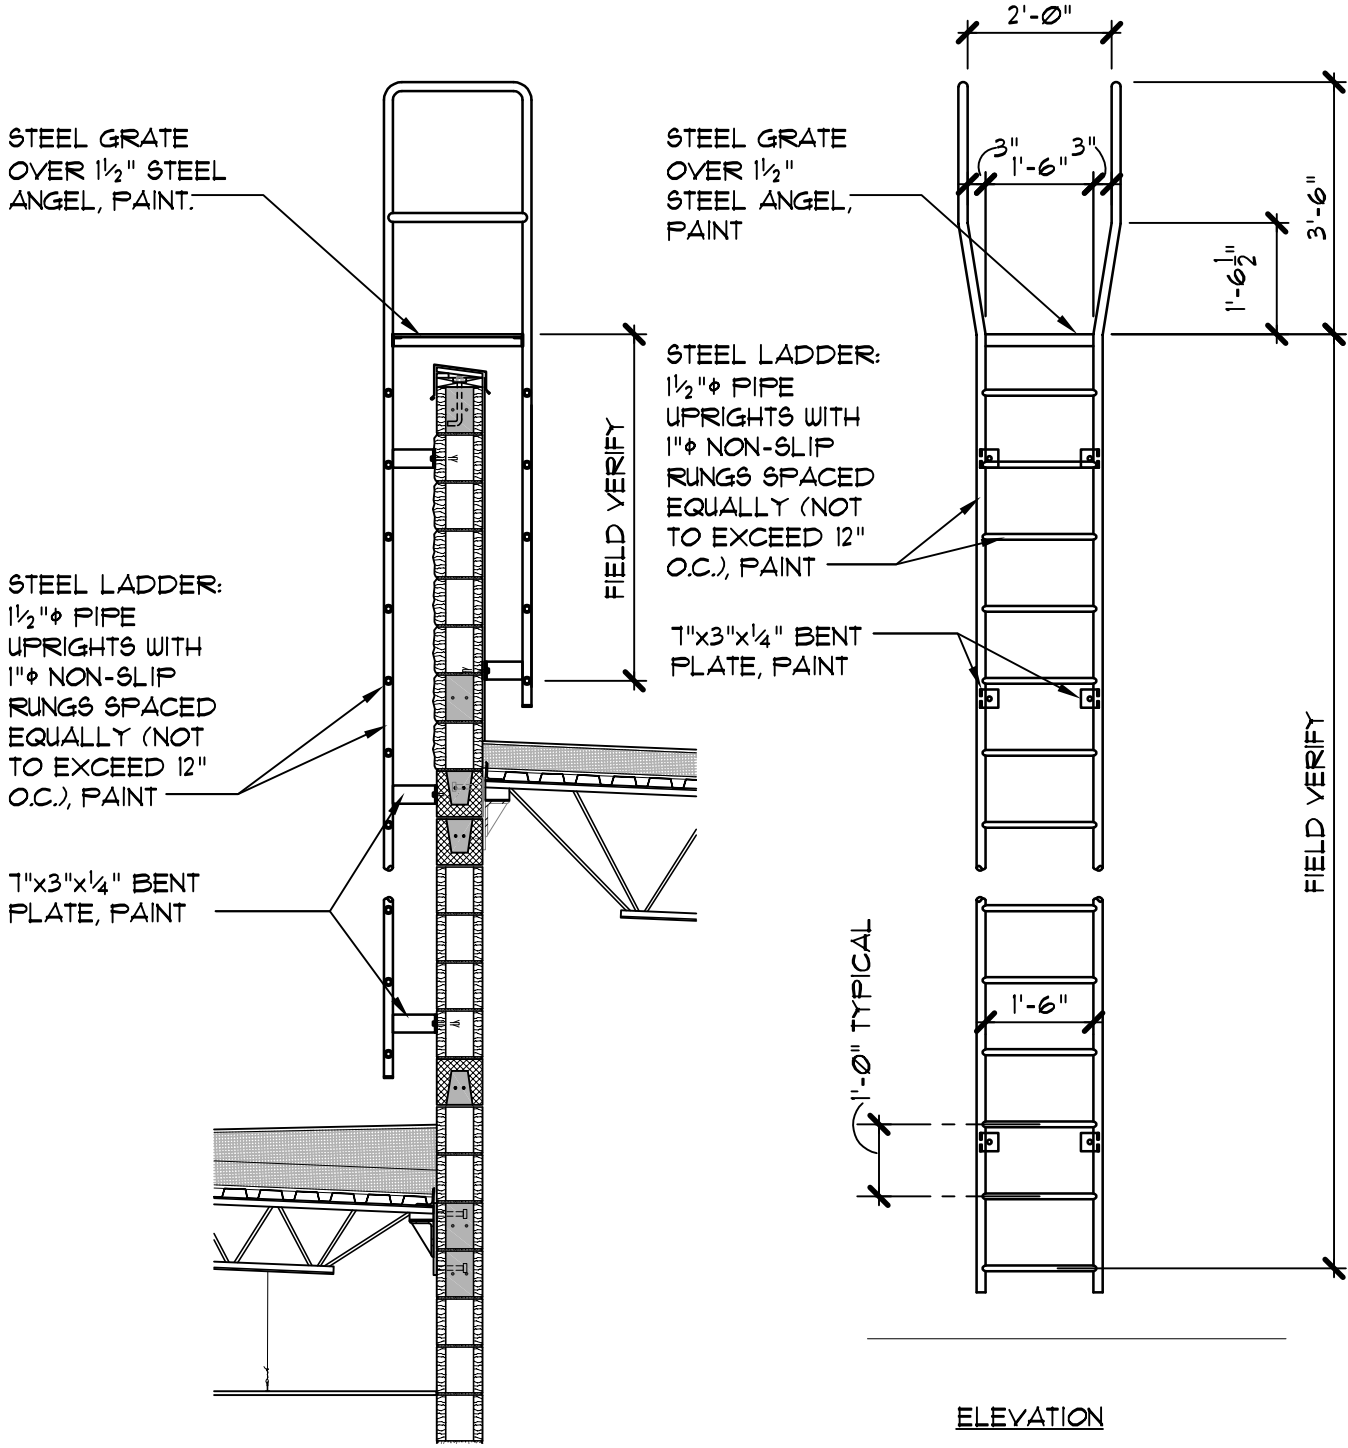 2'-0"
STEEL GRATE
OVER 1½" STEEL
ANGEL, PAINT.
STEEL GRATE
OVER 1½"
STEEL ANGEL,
PAINT
3"
1'-6"
3"
3'-6"
1'-6½"
STEEL LADDER:
1½"ϕ PIPE
UPRIGHTS WITH
1"ϕ NON-SLIP
RUNGS SPACED
EQUALLY (NOT
TO EXCEED 12"
O.C.), PAINT
FIELD VERIFY
STEEL LADDER:
1½"ϕ PIPE
UPRIGHTS WITH
1"ϕ NON-SLIP
RUNGS SPACED
EQUALLY (NOT
TO EXCEED 12"
O.C.), PAINT
7"x3"x¼" BENT
PLATE, PAINT
FIELD VERIFY
7"x3"x¼" BENT
PLATE, PAINT
1'-0" TYPICAL
1'-6"
ELEVATION